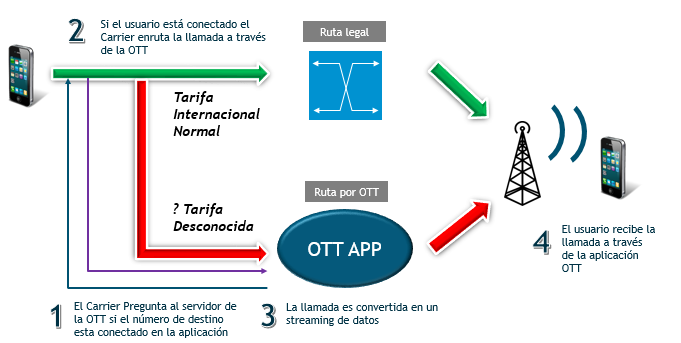 2
Si el usuario está conectado el
Carrier enruta la llamada a través
de la OTT
Ruta legal
Tarifa
Internacional
Normal
Ruta por OTT
? Tarifa
Desconocida
OTT APP
4
El usuario recibe la
llamada a través
de la aplicación
OTT
1
El Carrier Pregunta al servidor de
la OTT si el número de destino
esta conectado en la aplicación
3
La llamada es convertida en un
streaming de datos